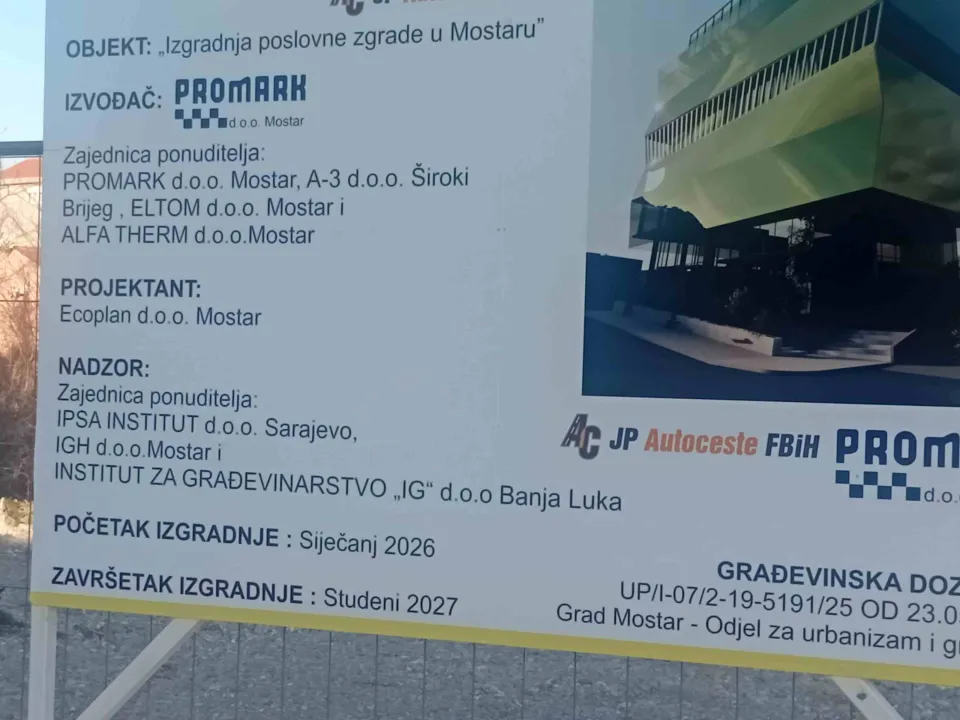 AC JP
OBJEKT: „Izgradnja poslovne zgrade u Mostaru”
IZVOĐAČ: PROMARK
d.o.o. Mostar
Zajednica ponuditelja:
PROMARK d.o.o. Mostar, A-3 d.o.o. Široki
Brijeg , ELTOM d.o.o. Mostar i
ALFA THERM d.o.o.Mostar
PROJEKTANT:
Ecoplan d.o.o. Mostar
NADZOR:
Zajednica ponuditelja:
IPSA INSTITUT d.o.o. Sarajevo,
IGH d.o.o.Mostar i
INSTITUT ZA GRAĐEVINARSTVO „IG“ d.o.o Banja Luka
POČETAK IZGRADNJE : Siječanj 2026
ZAVRŠETAK IZGRADNJE : Studeni 2027
AC JP Autoceste FBiH PROM
d.o.
GRAĐEVINSKA DOZ
UP/I-07/2-19-5191/25 OD 23.0
Grad Mostar - Odjel za urbanizam i g